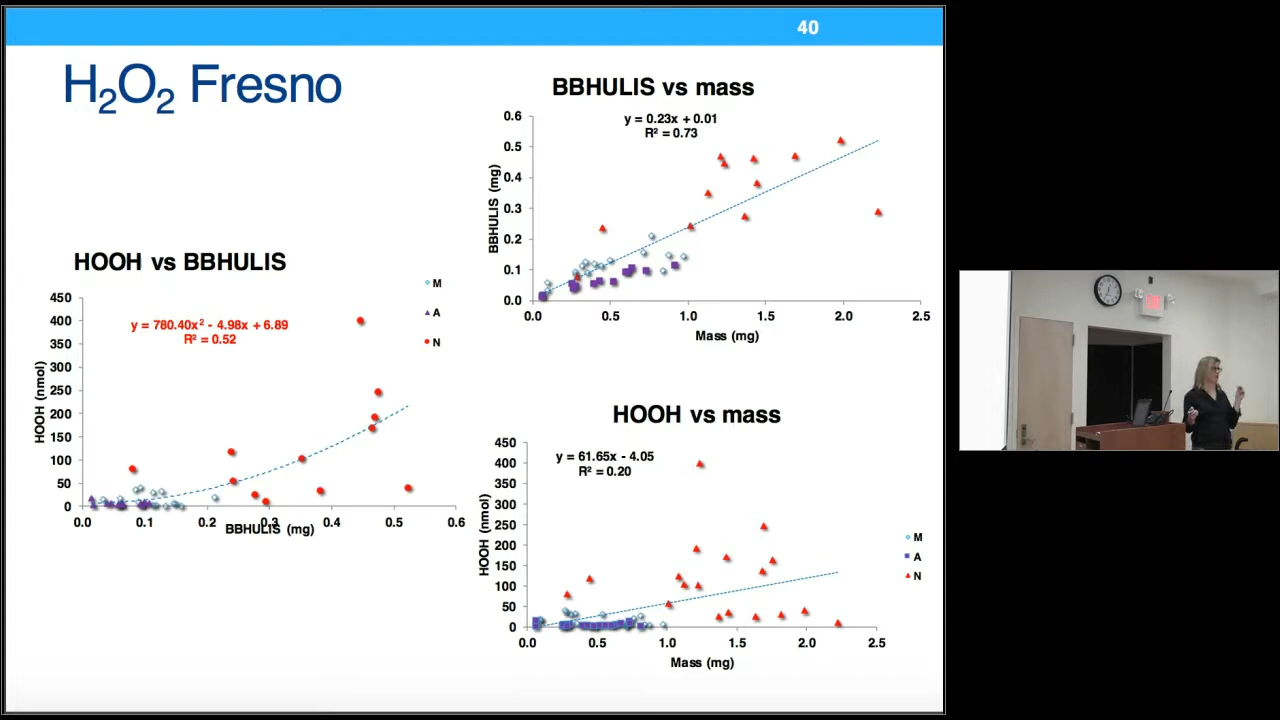 40
H₂O₂ Fresno
BBHULIS vs mass
y = 0.23x + 0.01
R² = 0.73
0.6
0.5
0.4
0.3
0.2
0.1
0.0
BBHULIS (mg)
0.0 0.5 1.0 1.5 2.0 2.5
Mass (mg)
HOOH vs BBHULIS
M
A
N
y = 780.40x² - 4.98x + 6.89
R² = 0.52
450
400
350
300
250
200
150
100
50
0
HOOH (nmol)
0.0 0.1 0.2 0.3 0.4 0.5 0.6
BBHULIS (mg)
HOOH vs mass
y = 61.65x - 4.05
R² = 0.20
450
400
350
300
250
200
150
100
50
0
HOOH (nmol)
M
A
N
0.0 0.5 1.0 1.5 2.0 2.5
Mass (mg)